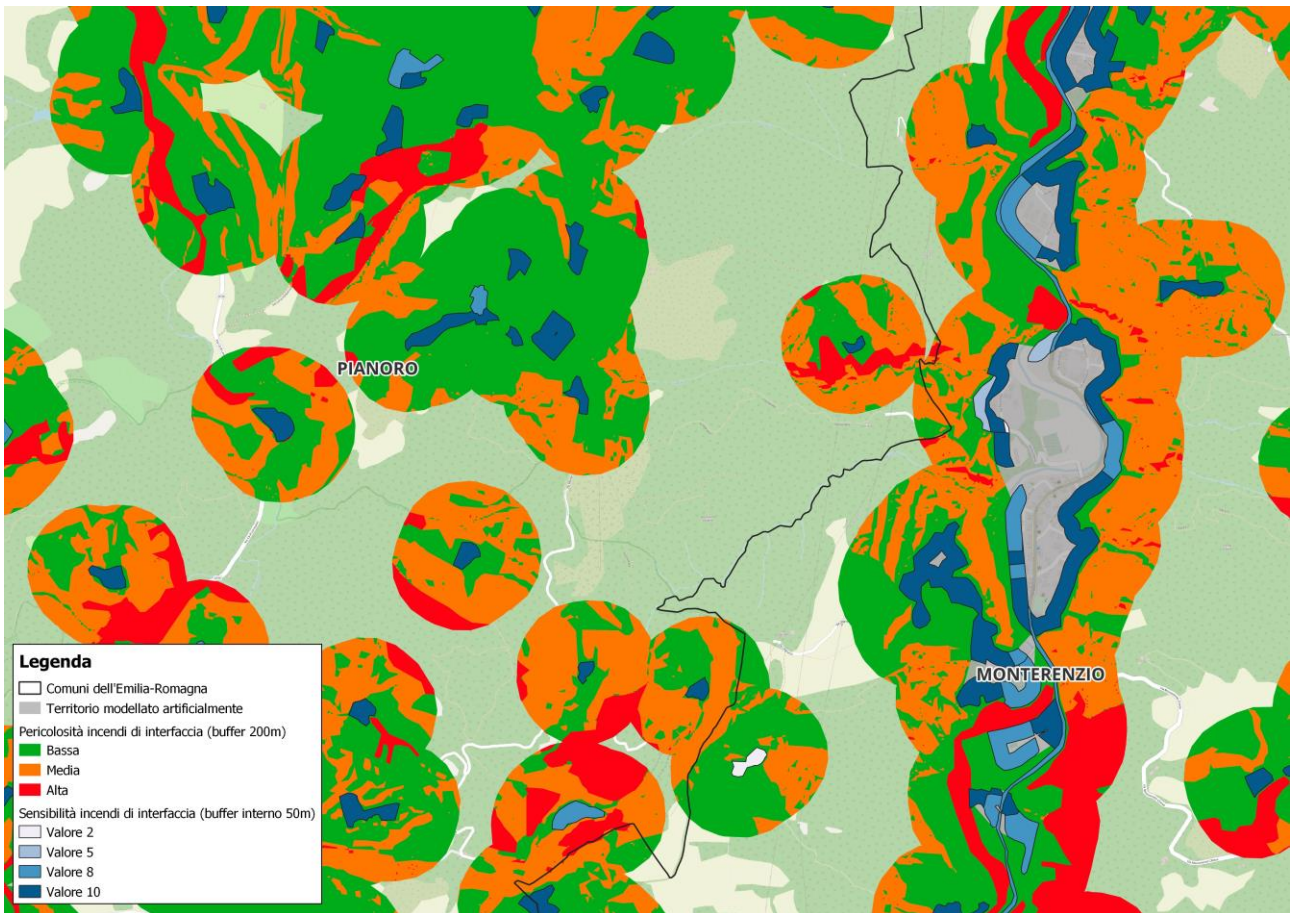 PIANORO
MONTERENZIO
Legenda
Comuni dell'Emilia-Romagna
Territorio modellato artificialmente
Pericolosità incendi di interfaccia (buffer 200m)
Bassa
Media
Alta
Sensibilità incendi di interfaccia (buffer interno 50m)
Valore 2
Valore 5
Valore 8
Valore 10